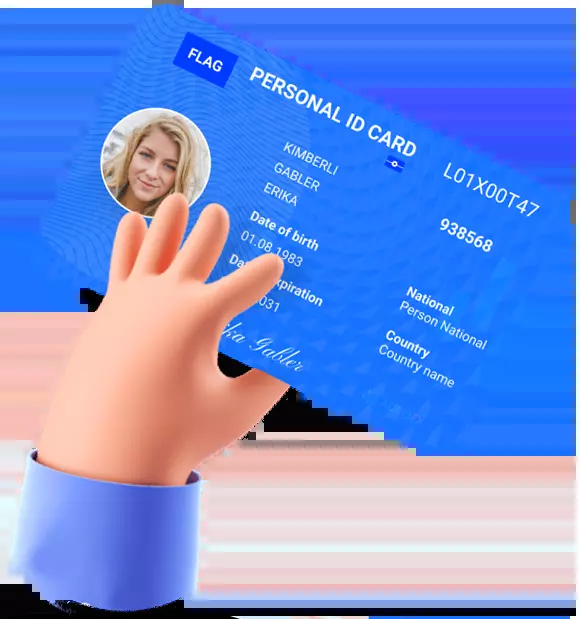 FLAG
PERSONAL ID CARD
L01X00T47
KIMBERLI
GABLER
ERIKA
938568
Date of birth
01.08.1983
National
Person National
Country
Country name
Gabler